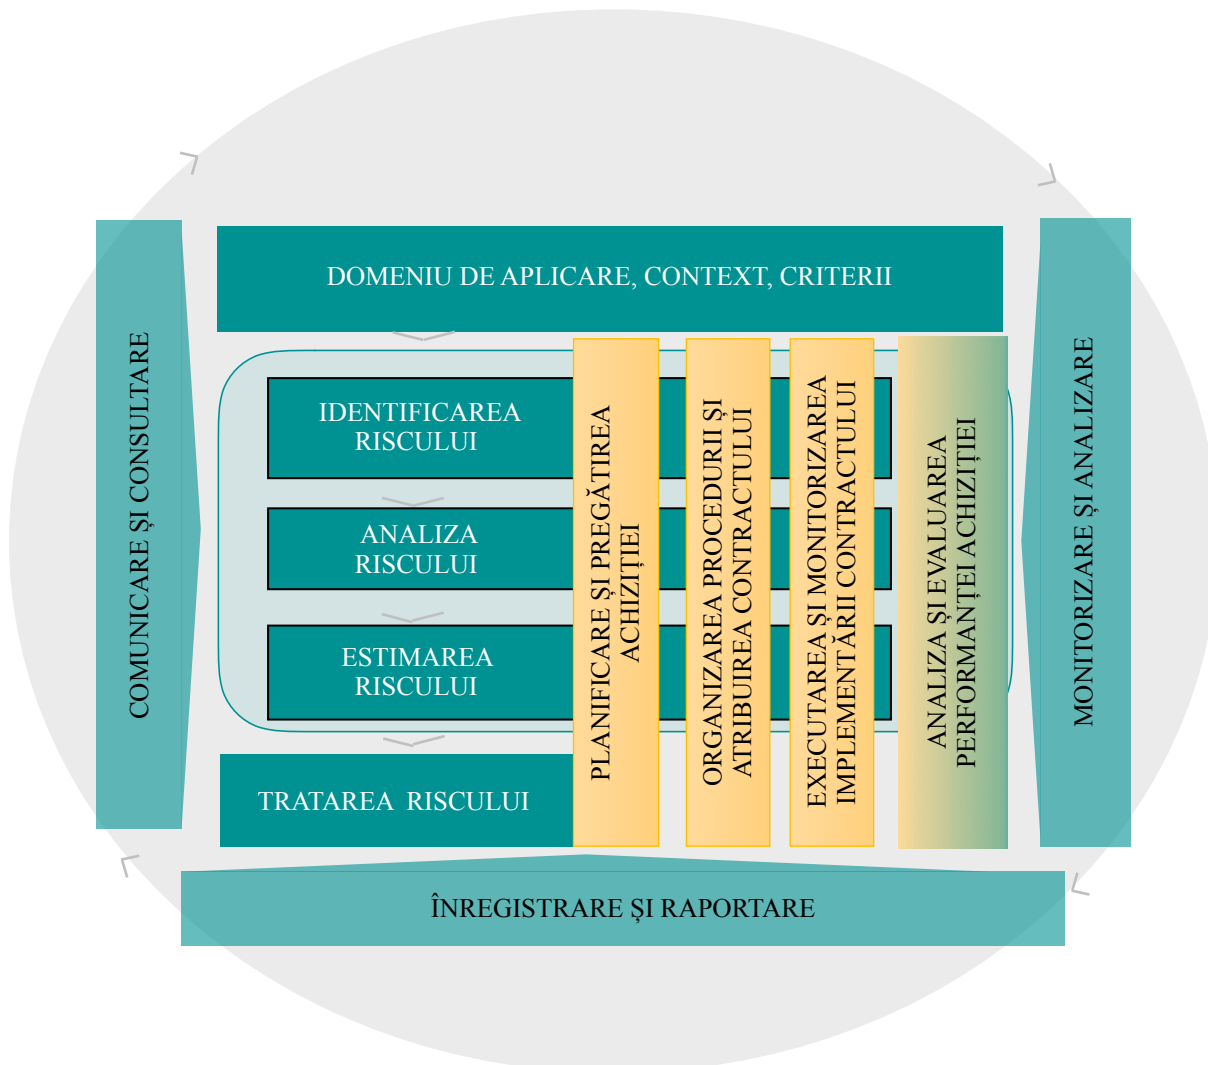 DOMENIU DE APLICARE, CONTEXT, CRITERII
COMUNICARE ȘI CONSULTARE
IDENTIFICAREA
RISCULUI
ANALIZA
RISCULUI
ESTIMAREA
RISCULUI
TRATAREA RISCULUI
PLANIFICARE ȘI PREGĂTIREA
ACHIZIȚIEI
ORGANIZAREA PROCEDURII ȘI
ATRIBUIREA CONTRACTULUI
EXECUTAREA ȘI MONITORIZAREA
IMPLEMENTĂRII CONTRACTULUI
ANALIZA ȘI EVALUAREA
PERFORMANȚEI ACHIZIȚIEI
MONITORIZARE ȘI ANALIZARE
ÎNREGISTRARE ȘI RAPORTARE